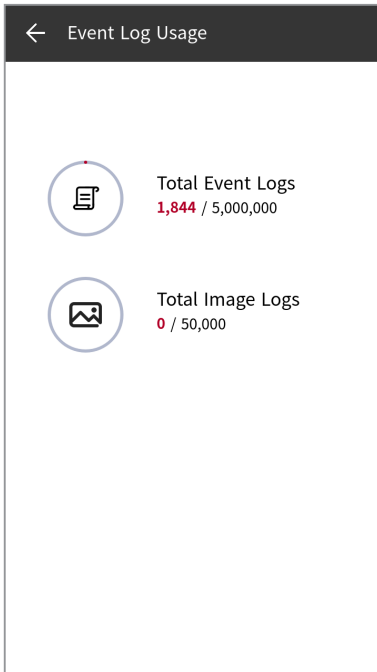 Event Log Usage
Total Event Logs
1,844 / 5,000,000
Total Image Logs
0 / 50,000